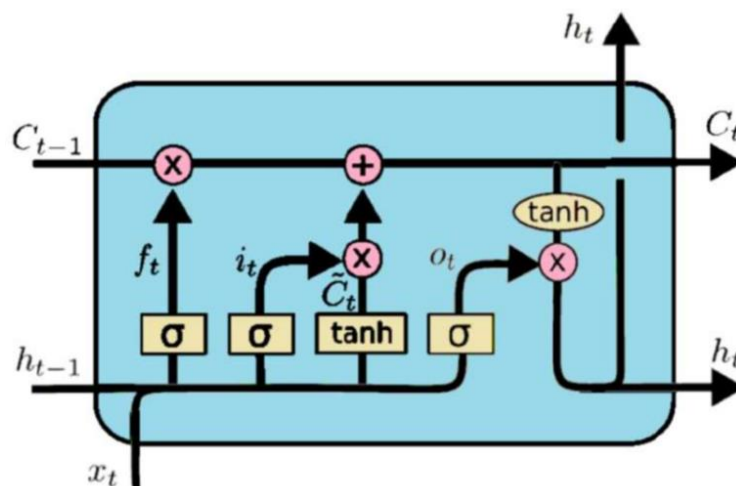 h_t
C_{t-1}
C_t
x
+
tanh
f_t
i_t
x
o_t
x
C̃_t
σ
σ
tanh
σ
h_{t-1}
h_t
x_t